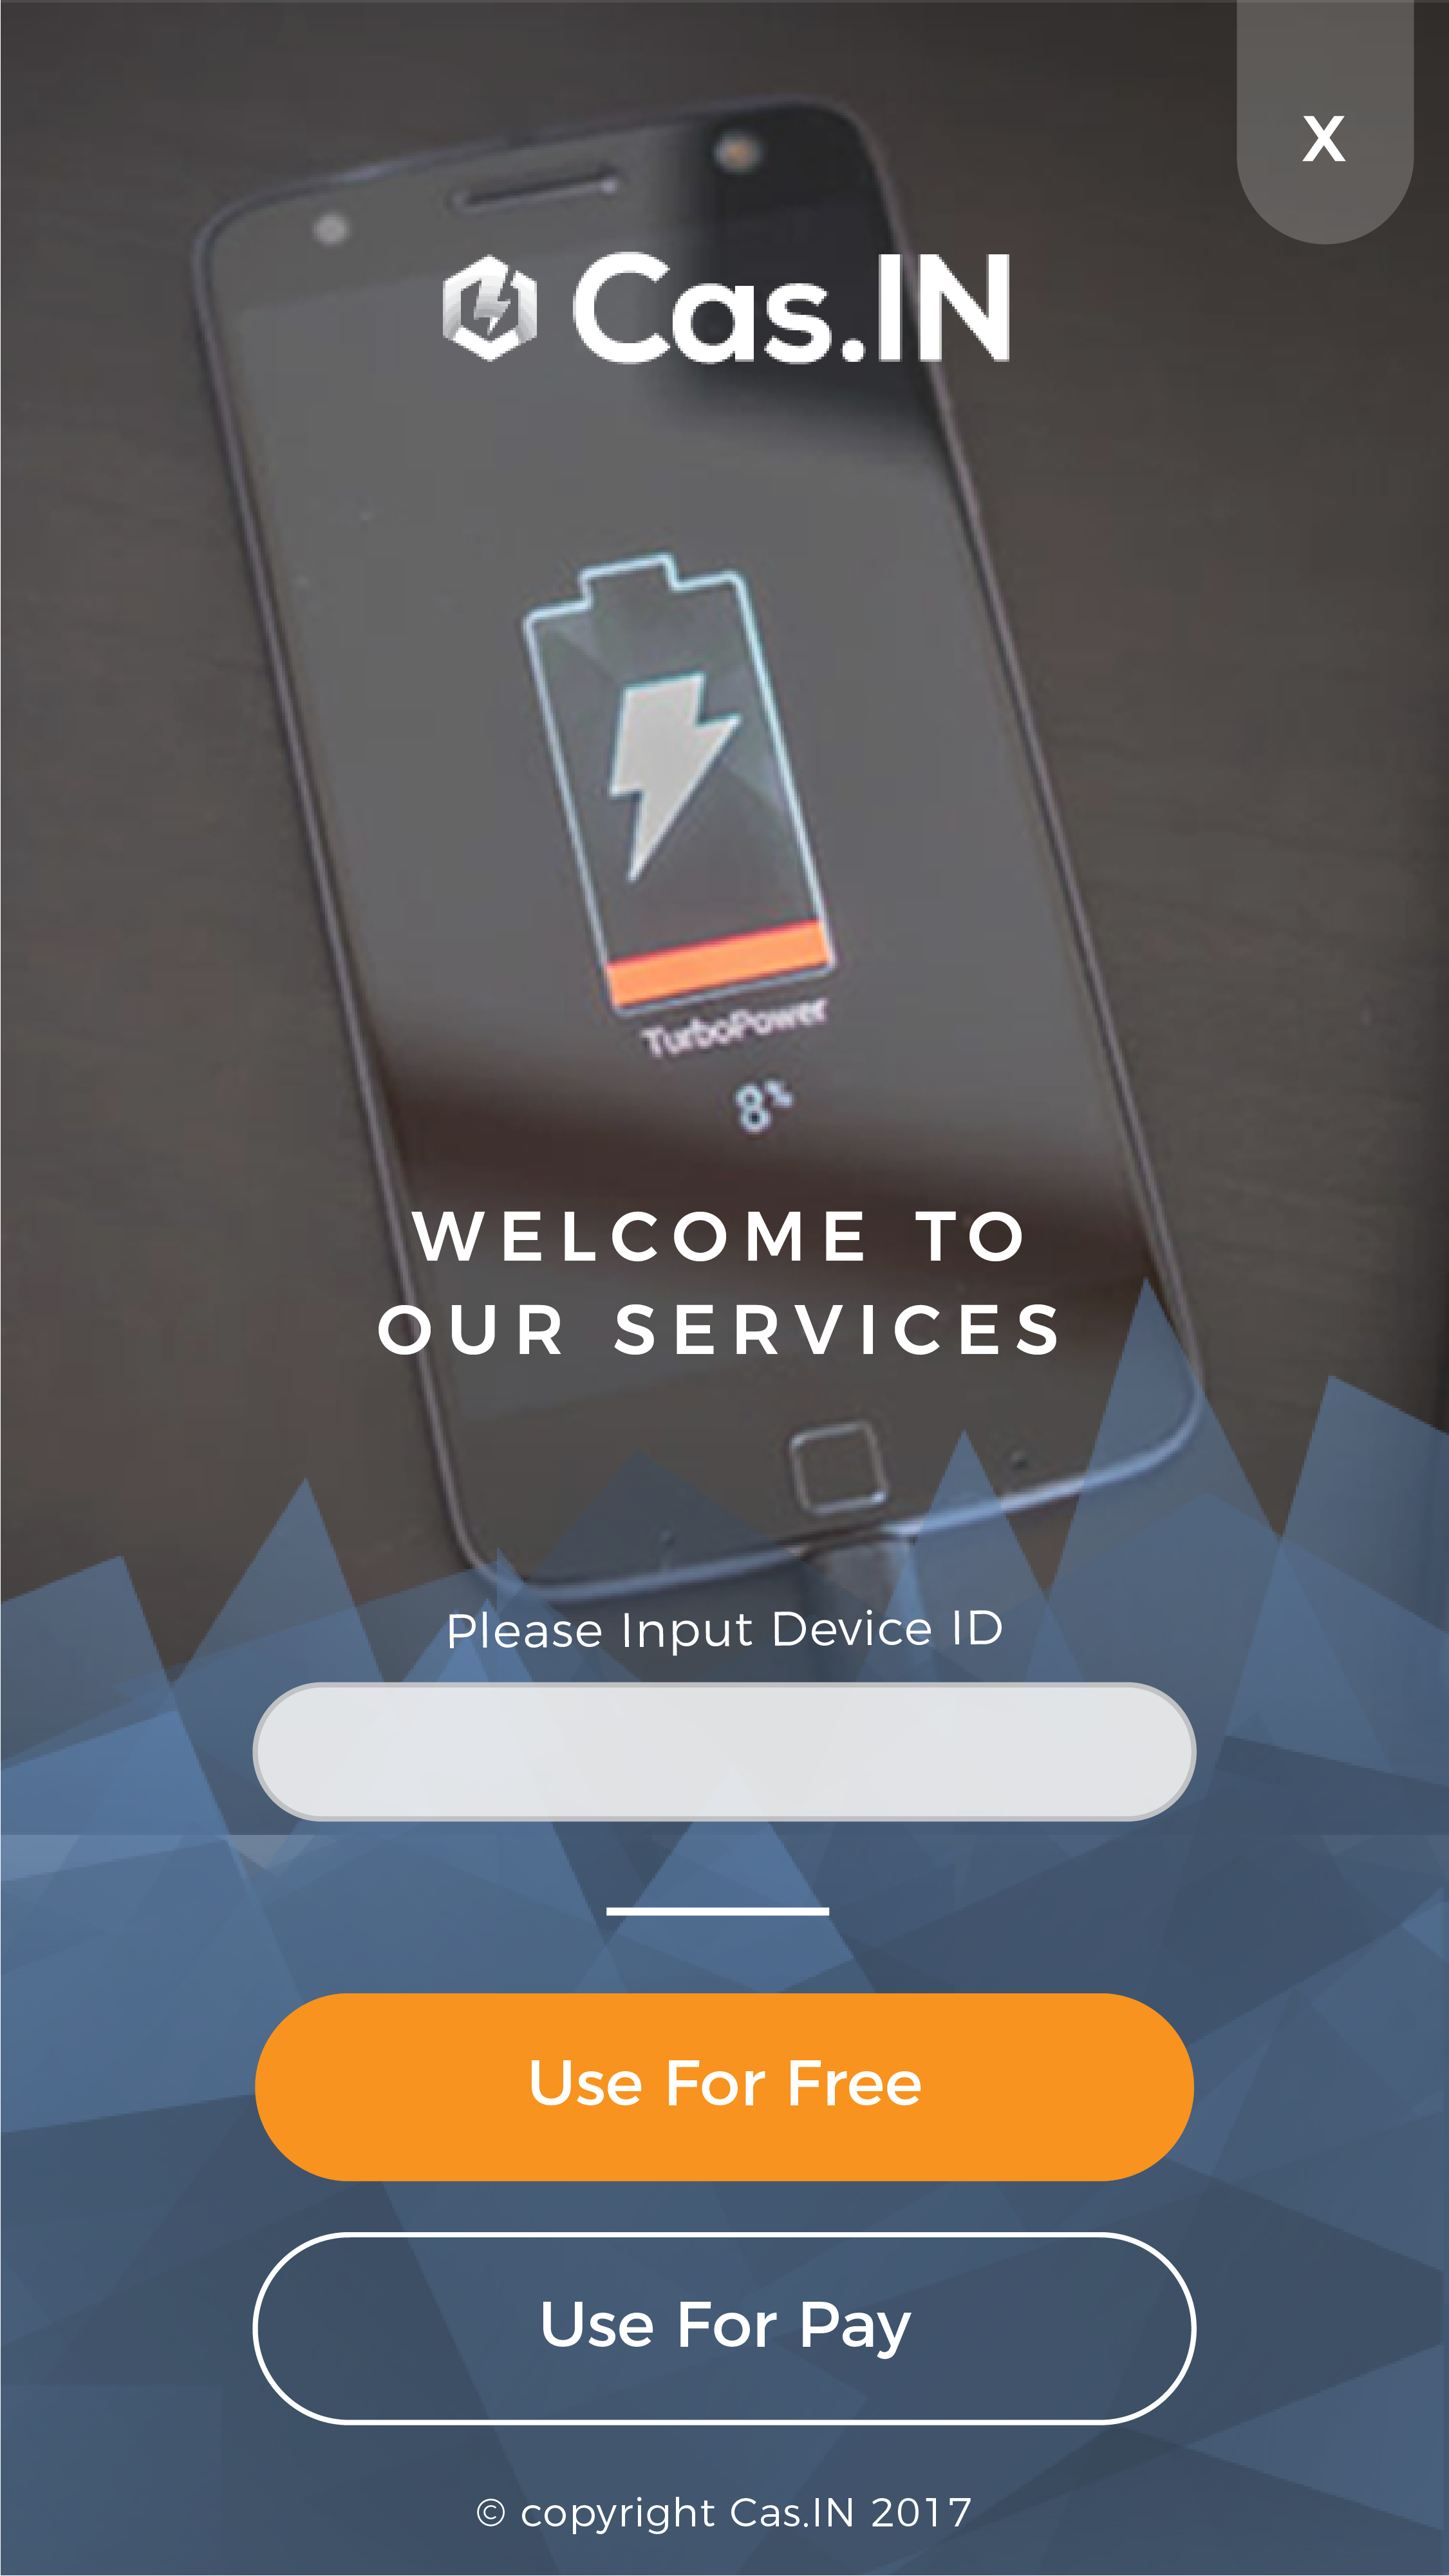 X
Cas.IN
TurboPower
8%
WELCOME TO
OUR SERVICES
Please Input Device ID
Use For Free
Use For Pay
© copyright Cas.IN 2017